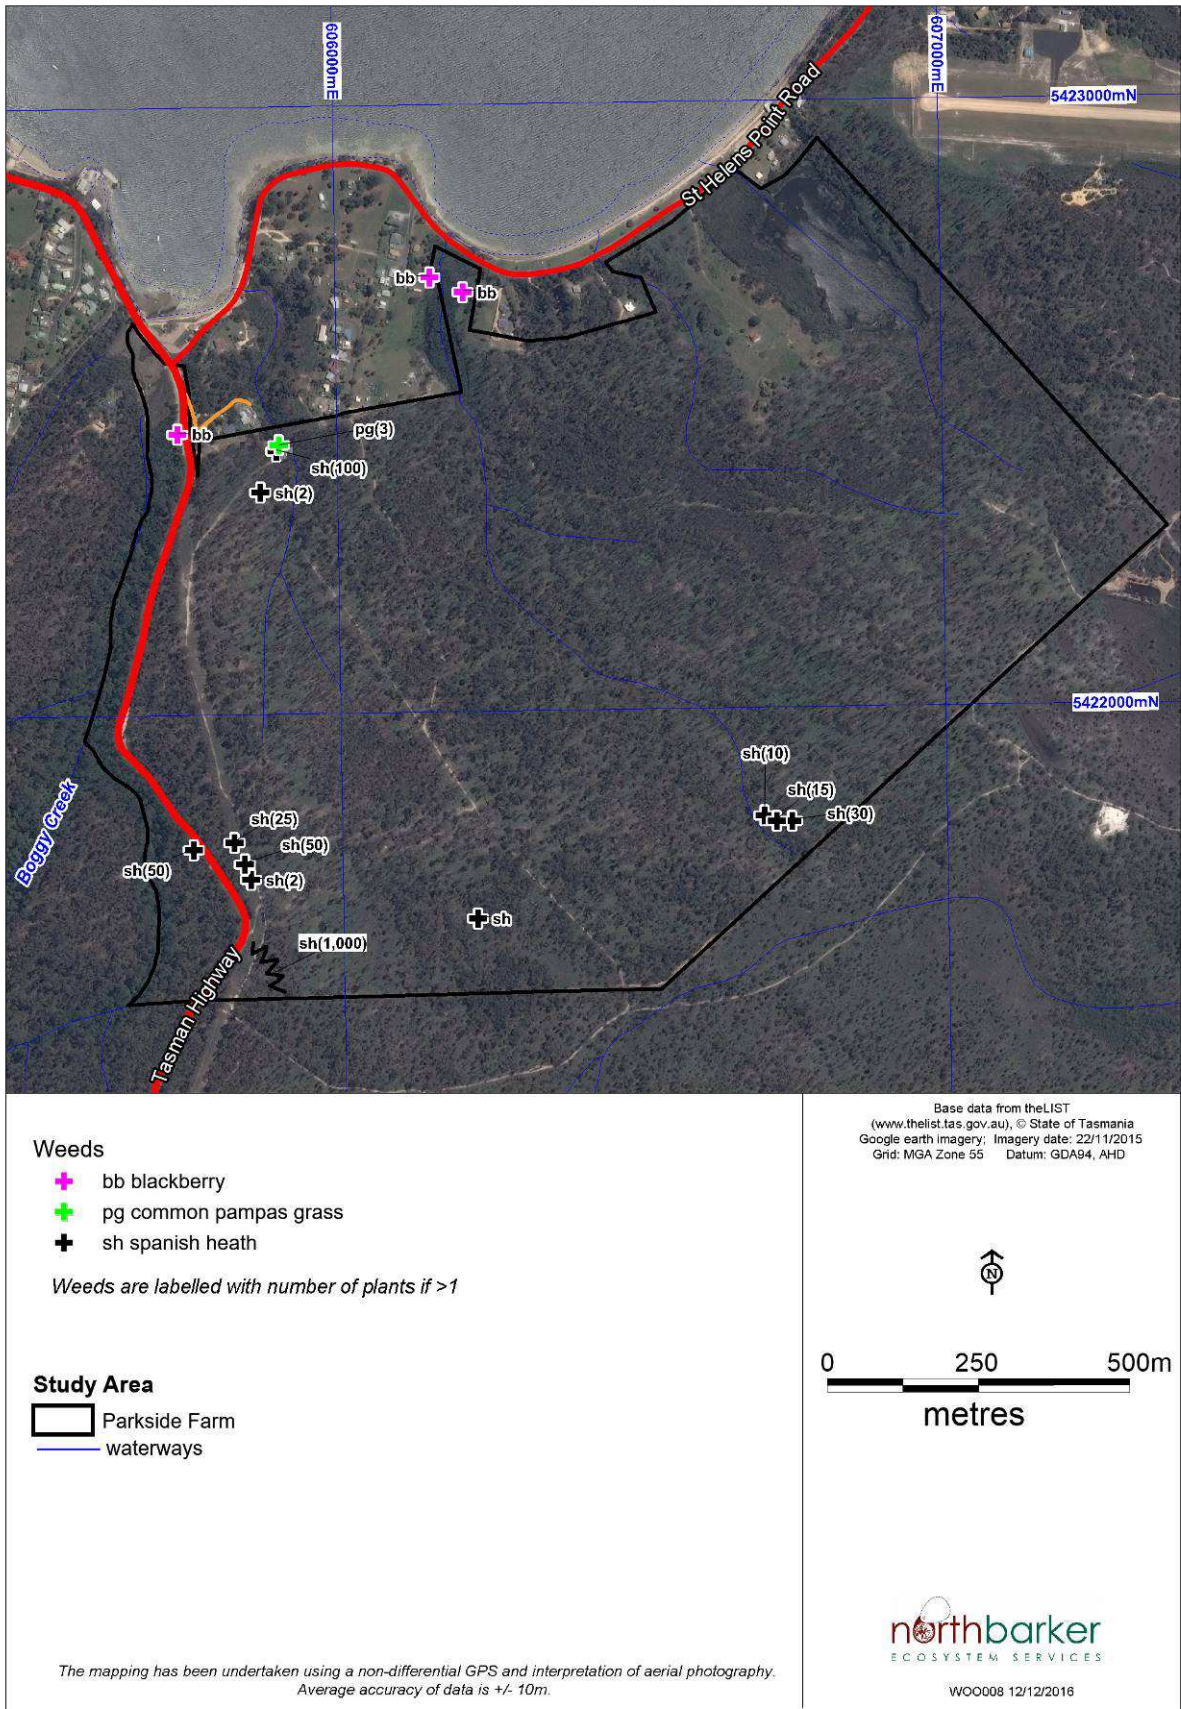 606000mE
607000mE
5423000mN
St Helens Point Road
bb
bb
bb
pg(3)
sh(100)
sh(2)
5422000mN
sh(10)
sh(15)
sh(30)
Boggy Creek
sh(25)
sh(50)
sh(50)
sh(2)
sh
sh(1,000)
Tasman Highway
Weeds
bb blackberry
pg common pampas grass
sh spanish heath
Weeds are labelled with number of plants if >1
Study Area
Parkside Farm
waterways
The mapping has been undertaken using a non-differential GPS and interpretation of aerial photography.
Average accuracy of data is +/- 10m.
Base data from theLIST
(www.thelist.tas.gov.au), © State of Tasmania
Google earth imagery; Imagery date: 22/11/2015
Grid: MGA Zone 55 Datum: GDA94, AHD
N
0 250 500m
metres
northbarker
ECOSYSTEM SERVICES
WOO008 12/12/2016